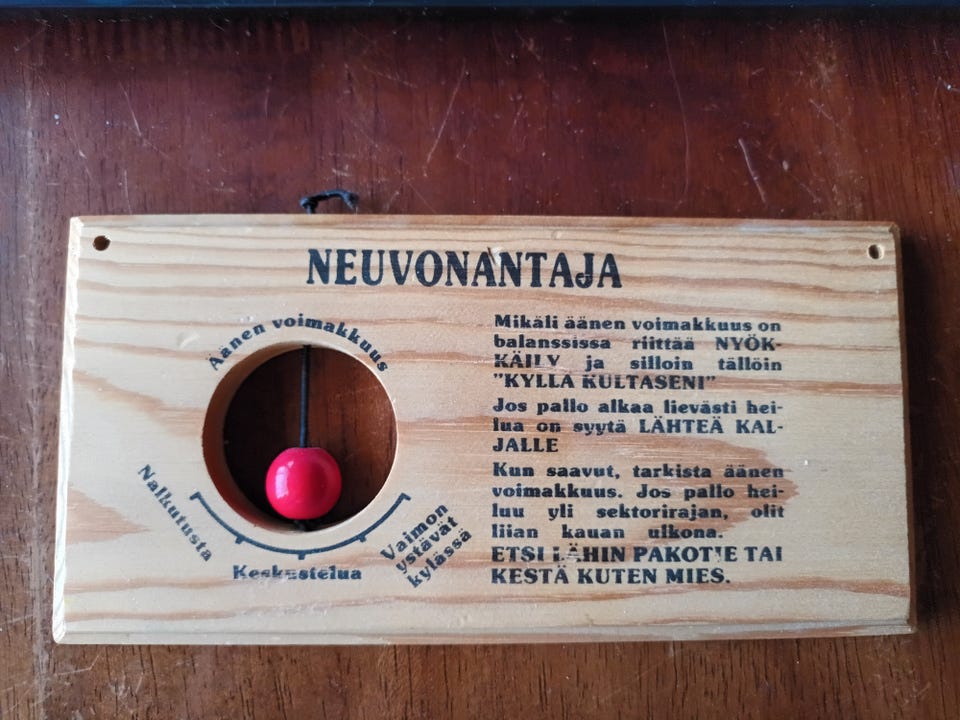 NEUVONANTAJA
Äänen voimakkuus
Nalkutusta
Keskustelua
Vaimon
ystävät
kylässä
Mikäli äänen voimakkuus on
balanssissa riittää NYÖK-
KÄILY ja silloin tällöin
"KYLLÄ KULTASENI"
Jos pallo alkaa lievästi hei-
lua on syytä LÄHTEÄ KAL-
JALLE
Kun saavut, tarkista äänen
voimakkuus. Jos pallo hei-
luu yli sektorirajan, olit
liian kauan ulkona.
ETSI LÄHIN PAKOTIE TAI
KESTÄ KUTEN MIES.